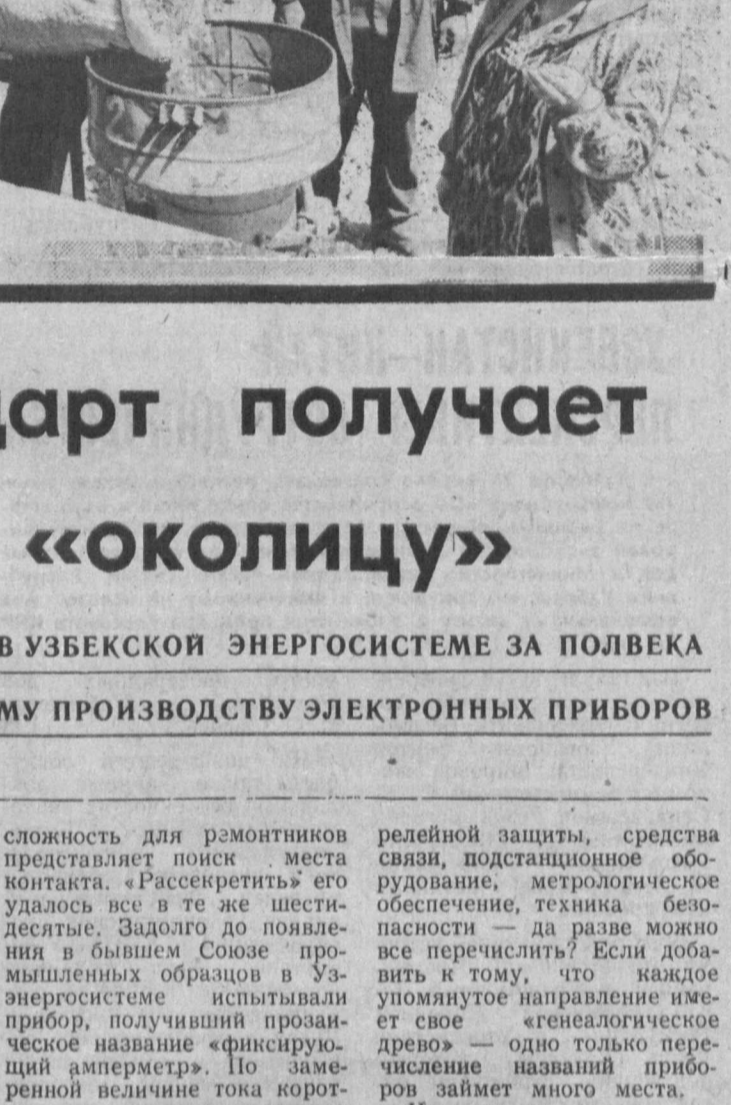 дарт получает
«околицу»
В УЗБЕКСКОЙ ЭНЕРГОСИСТЕМЕ ЗА ПОЛВЕКА
МУ ПРОИЗВОДСТВУ ЭЛЕКТРОННЫХ ПРИБОРОВ
сложность для ремонтников
представляет поиск места
контакта. «Рассекретить» его
удалось все в те же шести-
десятые. Задолго до появле-
ния в бывшем Союзе про-
мышленных образцов в Уз-
энергосистеме испытывали
прибор, получивший прозаи-
ческое название «фиксирую-
щий амперметр». По заме-
ренной величине тока корот-
релейной защиты, средства
связи, подстанционное обо-
рудование, метрологическое
обеспечение, техника безо-
пасности — да разве можно
все перечислить? Если доба-
вить к тому, что каждое
упомянутое направление име-
ет свое «генеалогическое
древо» — одно только пере-
числение названий прибо-
ров займет много места.